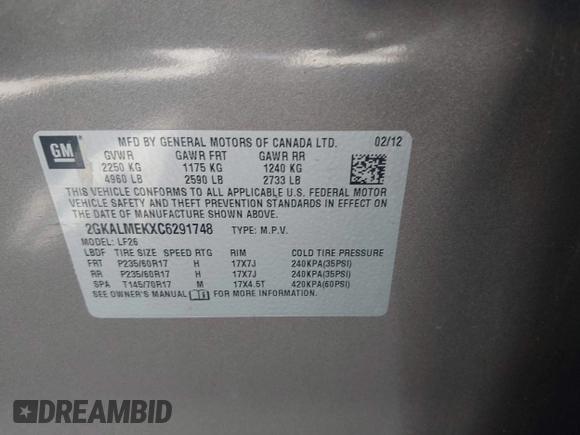 GM
MFD BY GENERAL MOTORS OF CANADA LTD. 02/12
GVWR GAWR FRT GAWR RR
2250 KG 1175 KG 1240 KG
4960 LB 2590 LB 2733 LB
THIS VEHICLE CONFORMS TO ALL APPLICABLE U.S. FEDERAL MOTOR
VEHICLE SAFETY AND THEFT PREVENTION STANDARDS IN EFFECT ON THE DATE OF
MANUFACTURE SHOWN ABOVE.
2GKALMEKXC6291748 TYPE: M.P.V.
MODEL: LF26
LBDF TIRE SIZE SPEED RTG RIM COLD TIRE PRESSURE
FRT P235/60R17 H 17X7J 240KPA(35PSI)
RR P235/60R17 H 17X7J 240KPA(35PSI)
SPA T145/70R17 M 17X4.5T 420KPA(60PSI)
SEE OWNER'S MANUAL FOR MORE INFORMATION.
DREAMBID